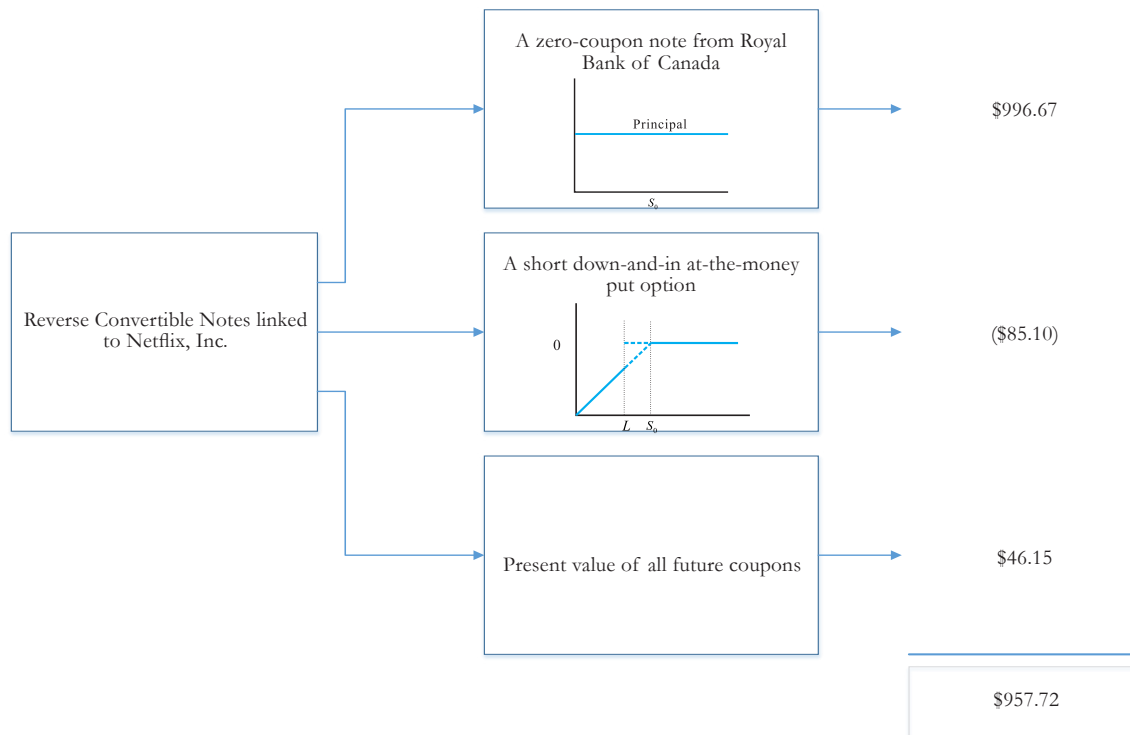 A zero-coupon note from Royal
Bank of Canada
Principal
S₀
$996.67
Reverse Convertible Notes linked
to Netflix, Inc.
A short down-and-in at-the-money
put option
0
L S₀
($85.10)
Present value of all future coupons
$46.15
$957.72